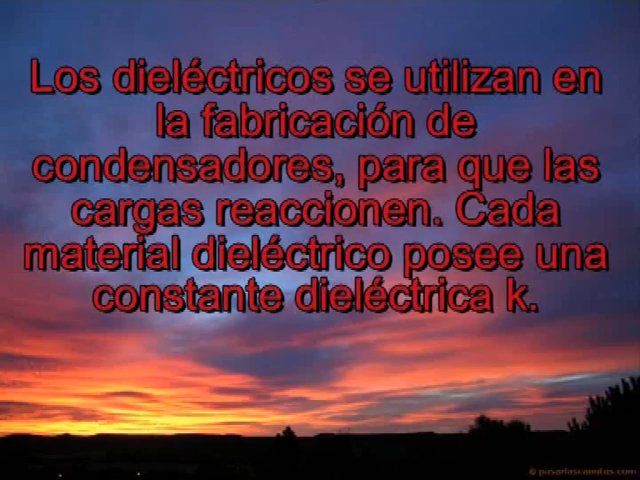 Los dieléctricos se utilizan en
la fabricación de
condensadores, para que las
cargas reaccionen. Cada
material dieléctrico posee una
constante dieléctrica k.